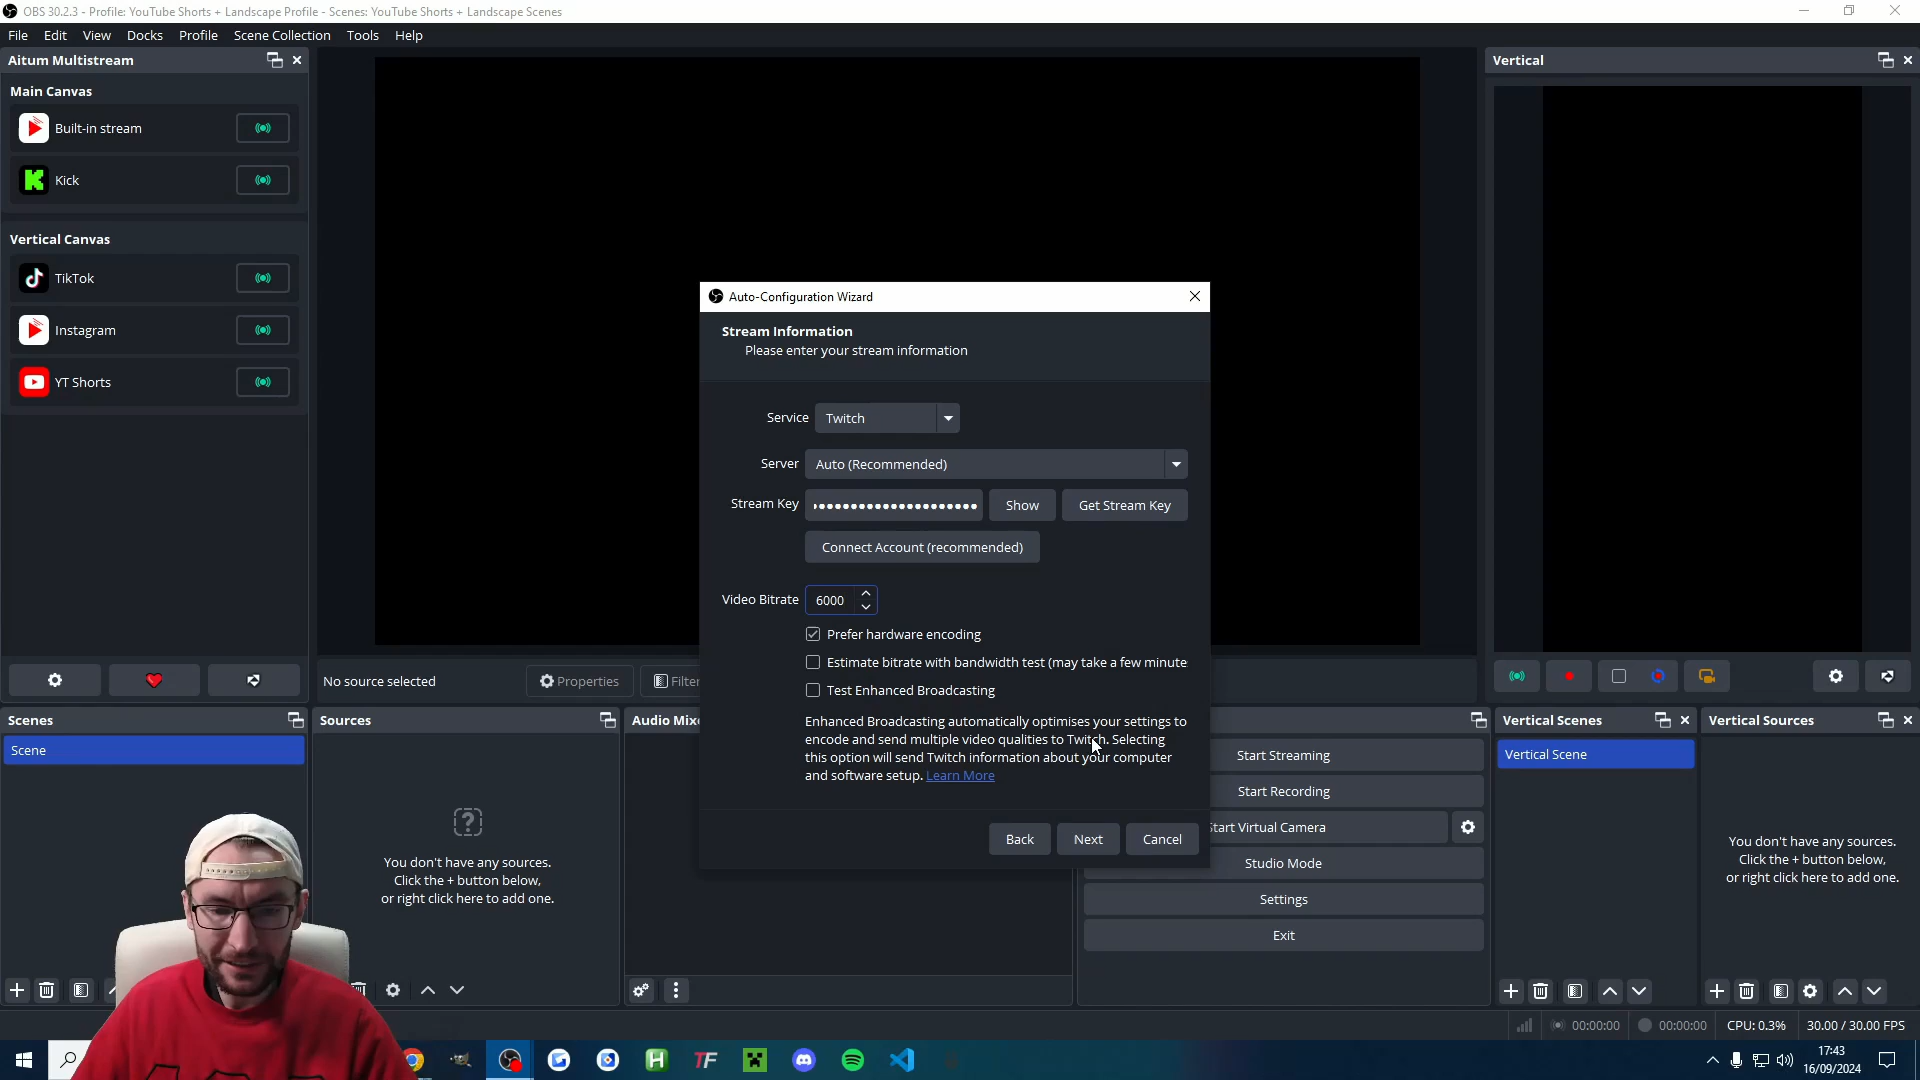 OBS 30.2.3 - Profile: YouTube Shorts + Landscape Profile - Scenes: YouTube Shorts + Landscape Scenes
File Edit View Docks Profile Scene Collection Tools Help
Aitum Multistream
Main Canvas
Built-in stream
Kick
Vertical Canvas
TikTok
Instagram
YT Shorts
Vertical
Auto-Configuration Wizard
Stream Information
Please enter your stream information
Service Twitch
Server Auto (Recommended)
Stream Key Show Get Stream Key
Connect Account (recommended)
Video Bitrate 6000
Prefer hardware encoding
Estimate bitrate with bandwidth test (may take a few minute
Test Enhanced Broadcasting
Enhanced Broadcasting automatically optimises your settings to
encode and send multiple video qualities to Twitch. Selecting
this option will send Twitch information about your computer
and software setup. Learn More
Back Next Cancel
No source selected Properties Filter
Scenes
Scene
Sources
You don't have any sources.
Click the + button below,
or right click here to add one.
Audio Mixe
Start Streaming
Start Recording
Start Virtual Camera
Studio Mode
Settings
Exit
Vertical Scenes
Vertical Scene
Vertical Sources
You don't have any sources.
Click the + button below,
or right click here to add one.
00:00:00 00:00:00 CPU: 0.3% 30.00 / 30.00 FPS
H TF
17:43
16/09/2024